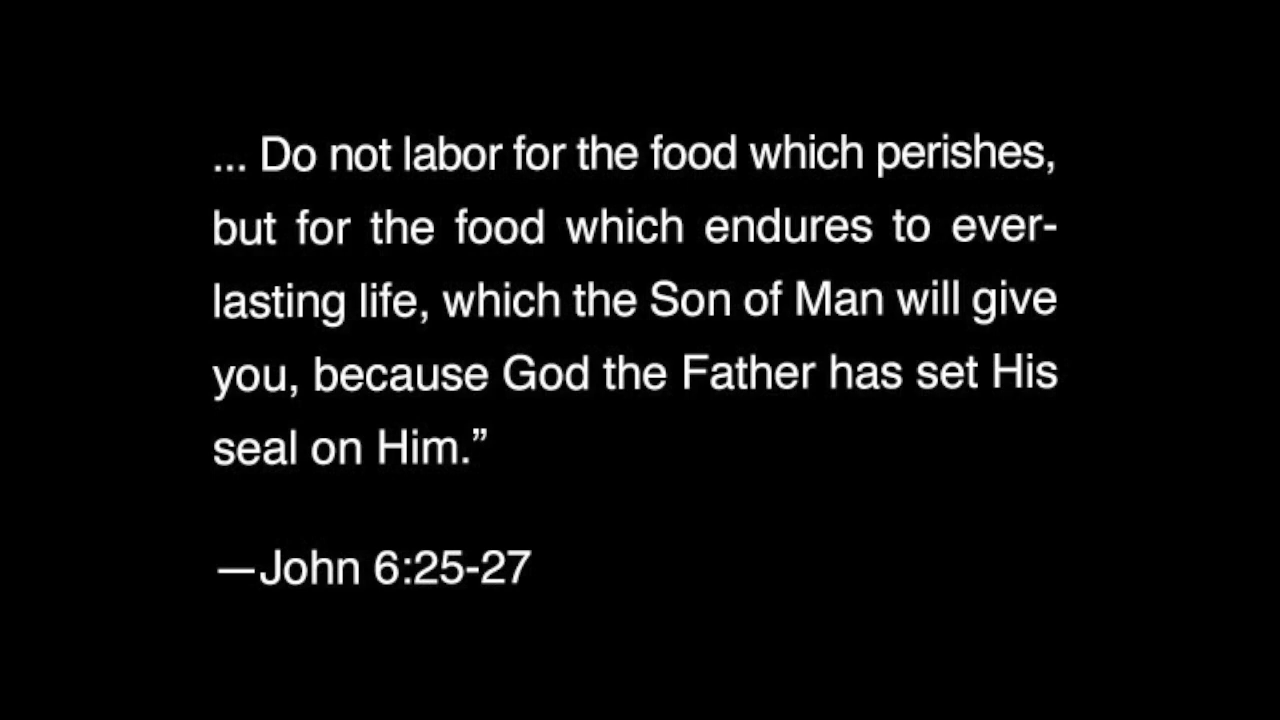 ... Do not labor for the food which perishes,
but for the food which endures to ever-
lasting life, which the Son of Man will give
you, because God the Father has set His
seal on Him.”
—John 6:25-27